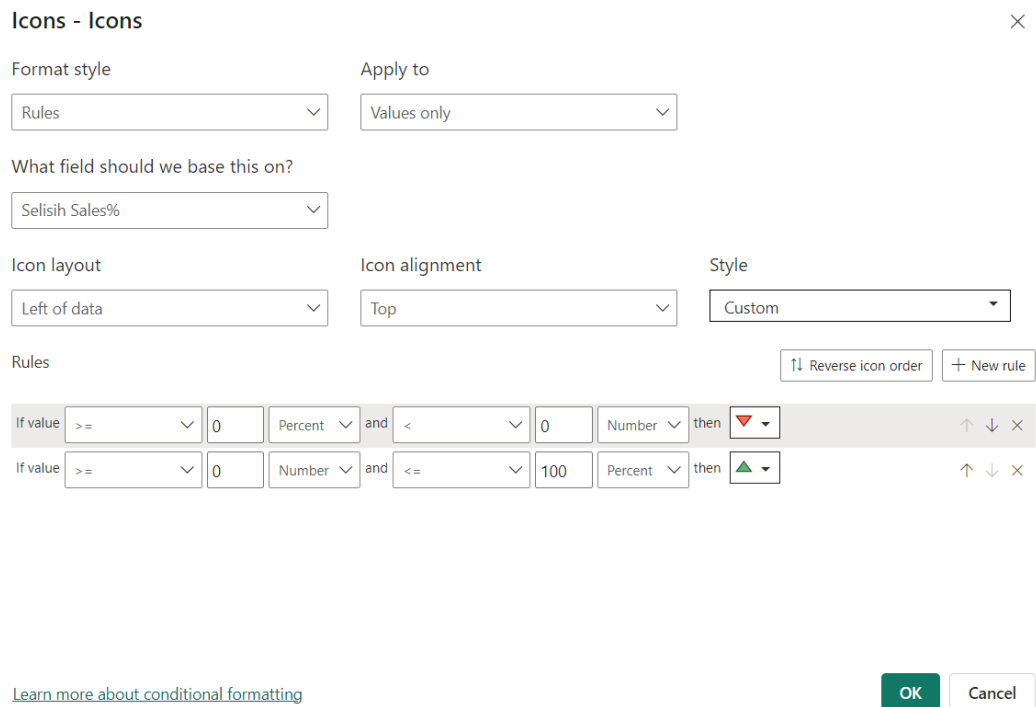 Icons - Icons
Format style Apply to
Rules Values only
What field should we base this on?
Selisih Sales%
Icon layout Icon alignment Style
Left of data Top Custom
Rules Reverse icon order + New rule
If value >= 0 Percent and < 0 Number then
If value >= 0 Number and <= 100 Percent then
Learn more about conditional formatting OK Cancel